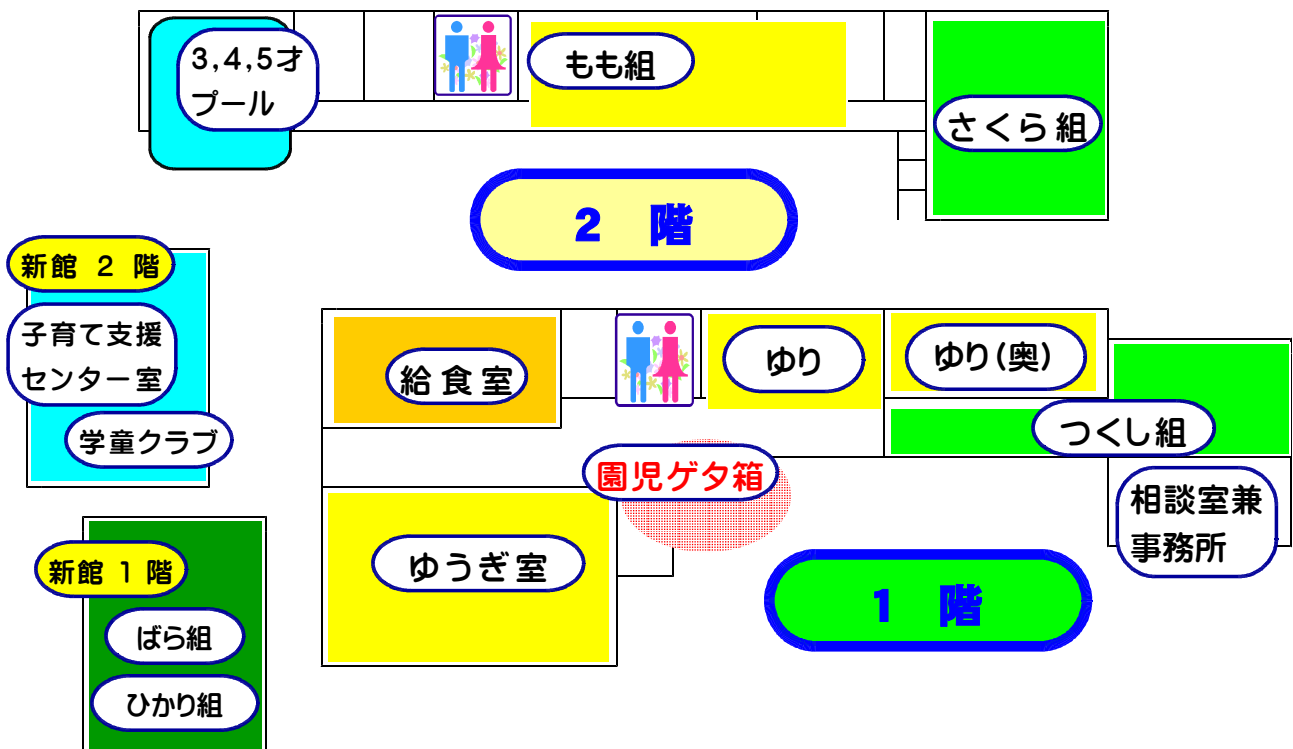 3,4,5才
プール
もも組
さくら組
2 階
新館 2 階
子育て支援
センター室
学童クラブ
給食室
ゆり
ゆり(奥)
つくし組
園児ゲタ箱
相談室兼
事務所
ゆうぎ室
1 階
新館 1 階
ばら組
ひかり組